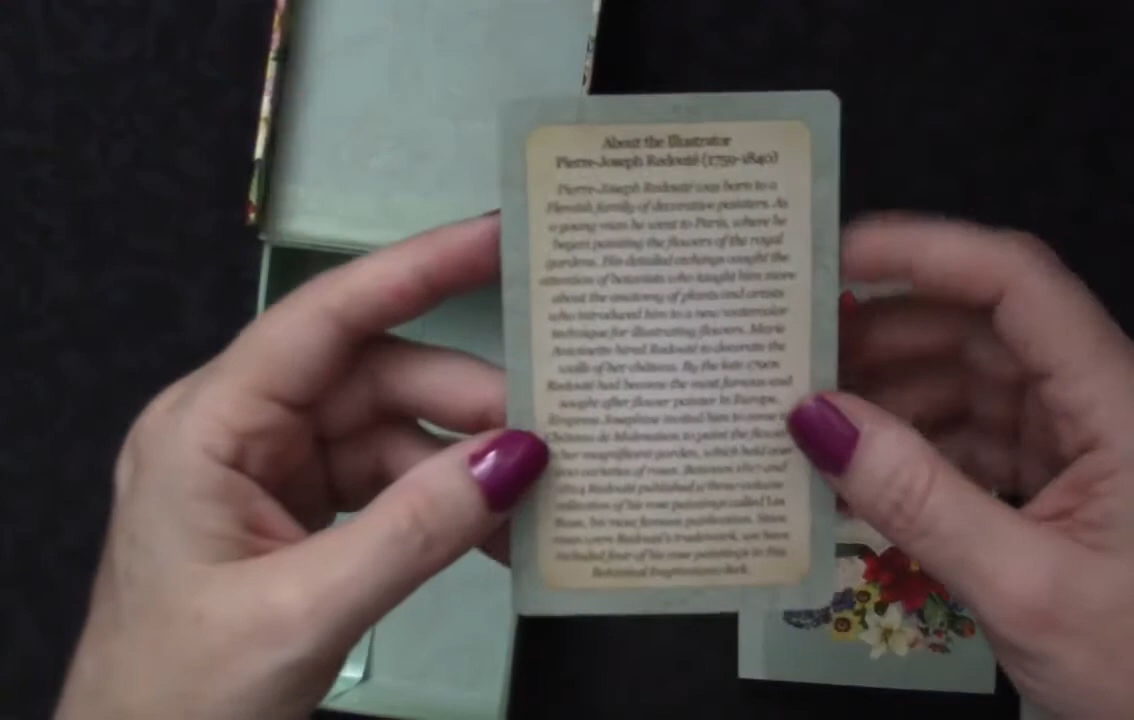 About the Illustrator
Pierre-Joseph Redouté (1759-1840)
Pierre-Joseph Redouté was born to a
Flemish family of decorative painters. As
a young man he went to Paris, where he
began painting the flowers of the royal
gardens. His detailed etchings caught the
attention of botanists who taught him more
about the anatomy of plants and artists
who introduced him to a new watercolor
technique for illustrating flowers. Marie
Antoinette hired Redouté to decorate the
walls of her château. By the late 1790s
Redouté had become the most famous and
sought after flower painter in Europe.
Empress Josephine invited him to come
Château de Malmaison to paint the
her magnificent garden, which held over
varieties of roses. Between 1817 and
1824 Redouté published a three-volume
collection of his rose paintings called Les
Roses, his most famous publication. Since
roses were Redouté's trademark, we have
included four of his rose paintings in this
Botanical Inspirations deck.